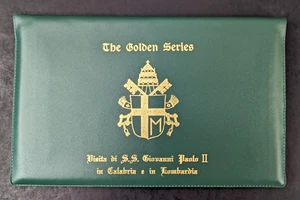 The Golden Series
M
Visita di S.S. Giovanni Paolo II
in Calabria e in Lombardia